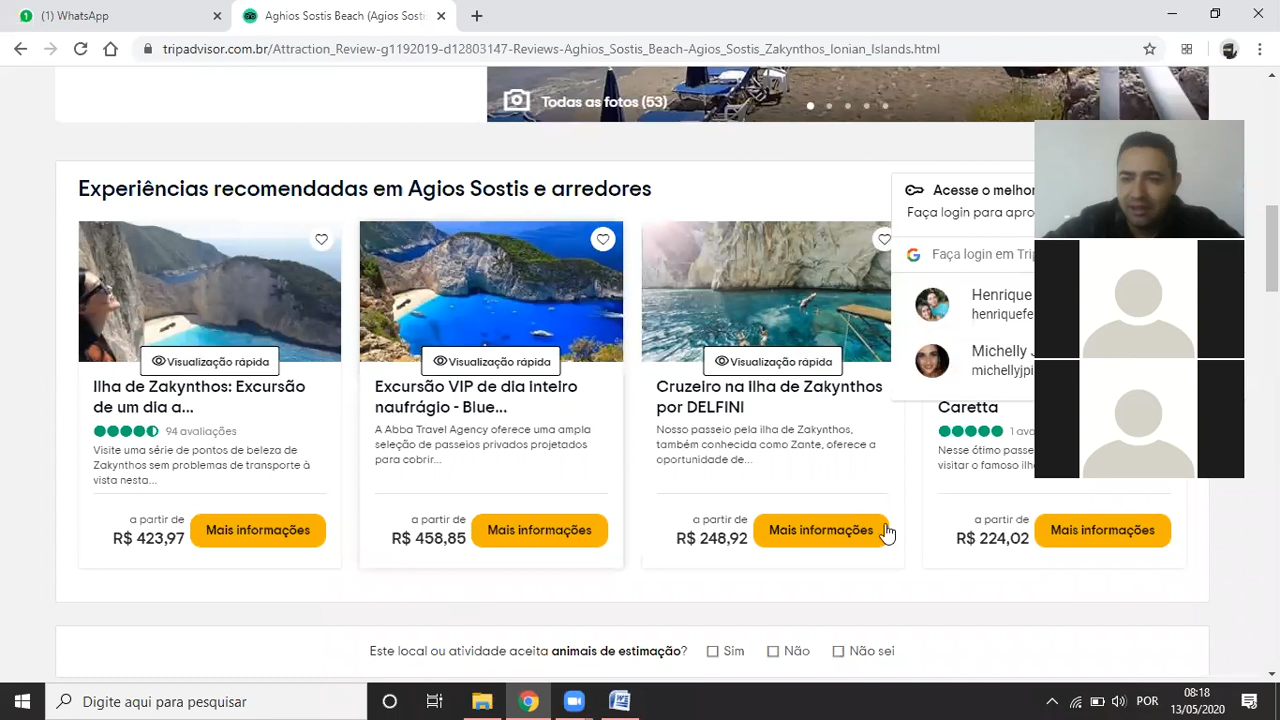 (1) WhatsApp
Aghios Sostis Beach (Agios Sosti
tripadvisor.com.br/Attraction_Review-g1192019-d12803147-Reviews-Aghios_Sostis_Beach-Agios_Sostis_Zakynthos_Ionian_Islands.html
Todas as fotos (53)
Experiências recomendadas em Agios Sostis e arredores
Acesse o melhor
Faça login para apro
Faça login em Trip
Henrique
henriquefe
Michelly J
michellyjpi
Visualização rápida
Ilha de Zakynthos: Excursão
de um dia a...
94 avaliações
Visite uma série de pontos de beleza de
Zakynthos sem problemas de transporte à
vista nesta...
a partir de
R$ 423,97
Mais informações
Visualização rápida
Excursão VIP de dia inteiro
naufrágio - Blue...
A Abba Travel Agency oferece uma ampla
seleção de passeios privados projetados
para cobrir...
a partir de
R$ 458,85
Mais informações
Visualização rápida
Cruzeiro na Ilha de Zakynthos
por DELFINI
Nosso passeio pela ilha de Zakynthos,
também conhecida como Zante, oferece a
oportunidade de...
a partir de
R$ 248,92
Mais informações
Caretta
1 ava
Nesse ótimo passe
visitar o famoso ilh
a partir de
R$ 224,02
Mais informações
Este local ou atividade aceita animais de estimação? Sim Não Não sei
Digite aqui para pesquisar
POR
08:18
13/05/2020